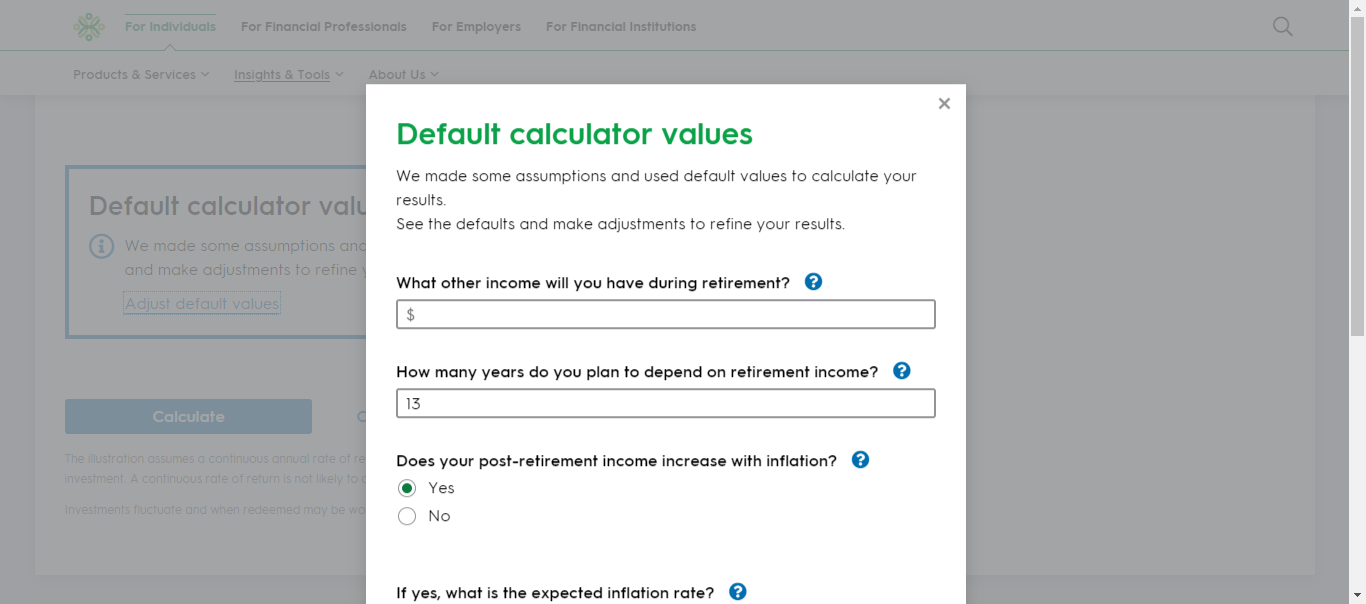 For Individuals For Financial Professionals For Employers For Financial Institutions
Products & Services Insights & Tools About Us
Default calculator values
We made some assumptions and used default values to calculate your
results.
See the defaults and make adjustments to refine your results.
What other income will you have during retirement?
$
How many years do you plan to depend on retirement income?
13
Does your post-retirement income increase with inflation?
Yes
No
If yes, what is the expected inflation rate?
Default calculator valu
We made some assumptions and
and make adjustments to refine
Adjust default values
Calculate
The illustration assumes a continuous annual rate of re
investment. A continuous rate of return is not likely to
Investments fluctuate and when redeemed may be wo